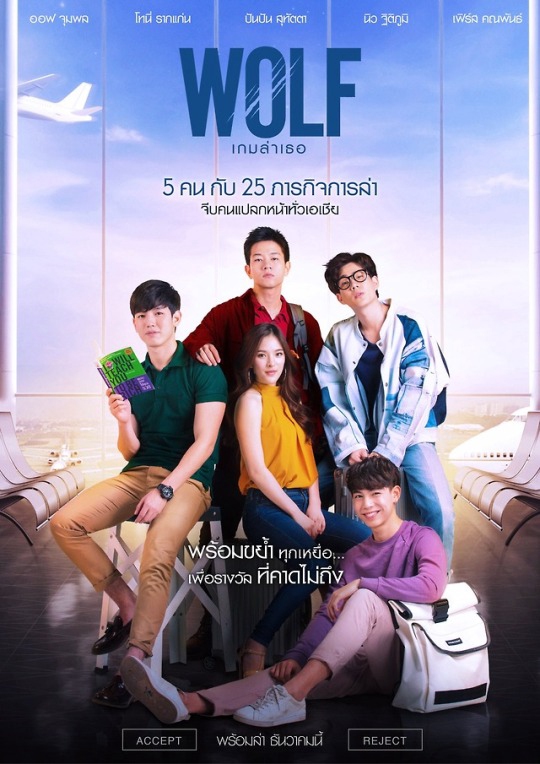 ออฟ จุมพล โทนี่ รากแก่น ปันปัน สุทัตตา นิว ฐิติภูมิ เฟิร์ส คณพันธ์
WOLF
เกมล่าเธอ
5 คน กับ 25 ภารกิจการล่า
จีบคนแปลกหน้าทั่วเอเชีย
WILL
TEACH
YOU
พร้อมขย้ำ ทุกเหยื่อ...
เพื่อรางวัล ที่คาดไม่ถึง
ACCEPT พร้อมล่า ธันวาคมนี้ REJECT